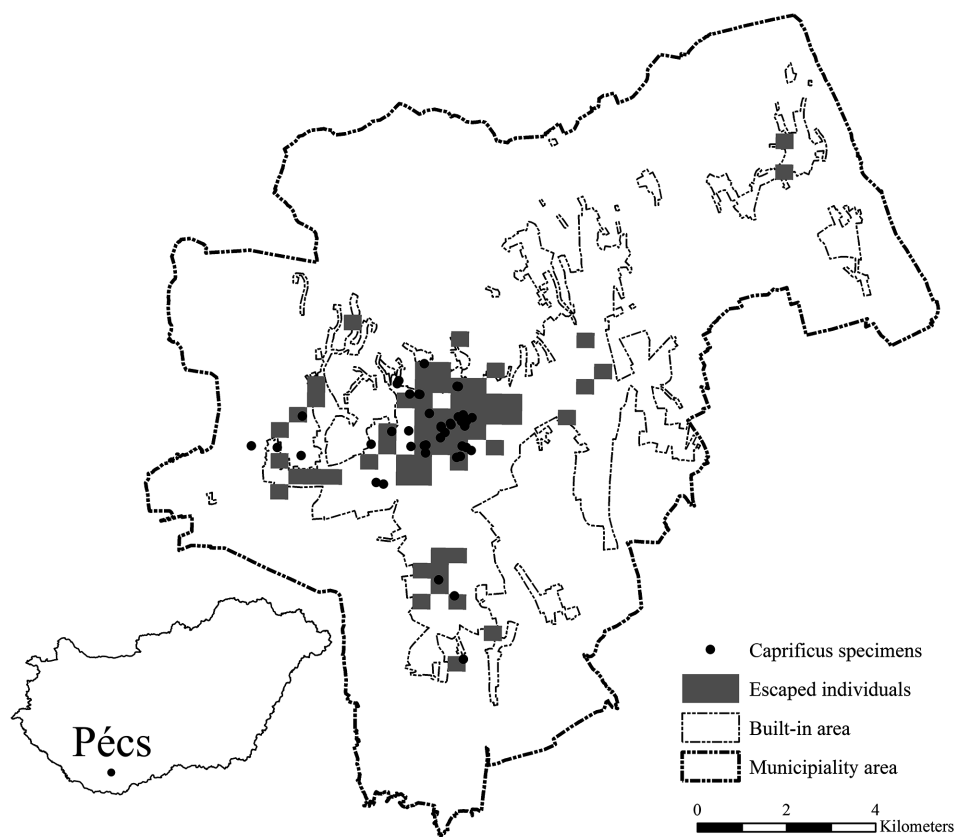 Pécs
Caprificus specimens
Escaped individuals
Built-in area
Municipiality area
0 2 4
Kilometers